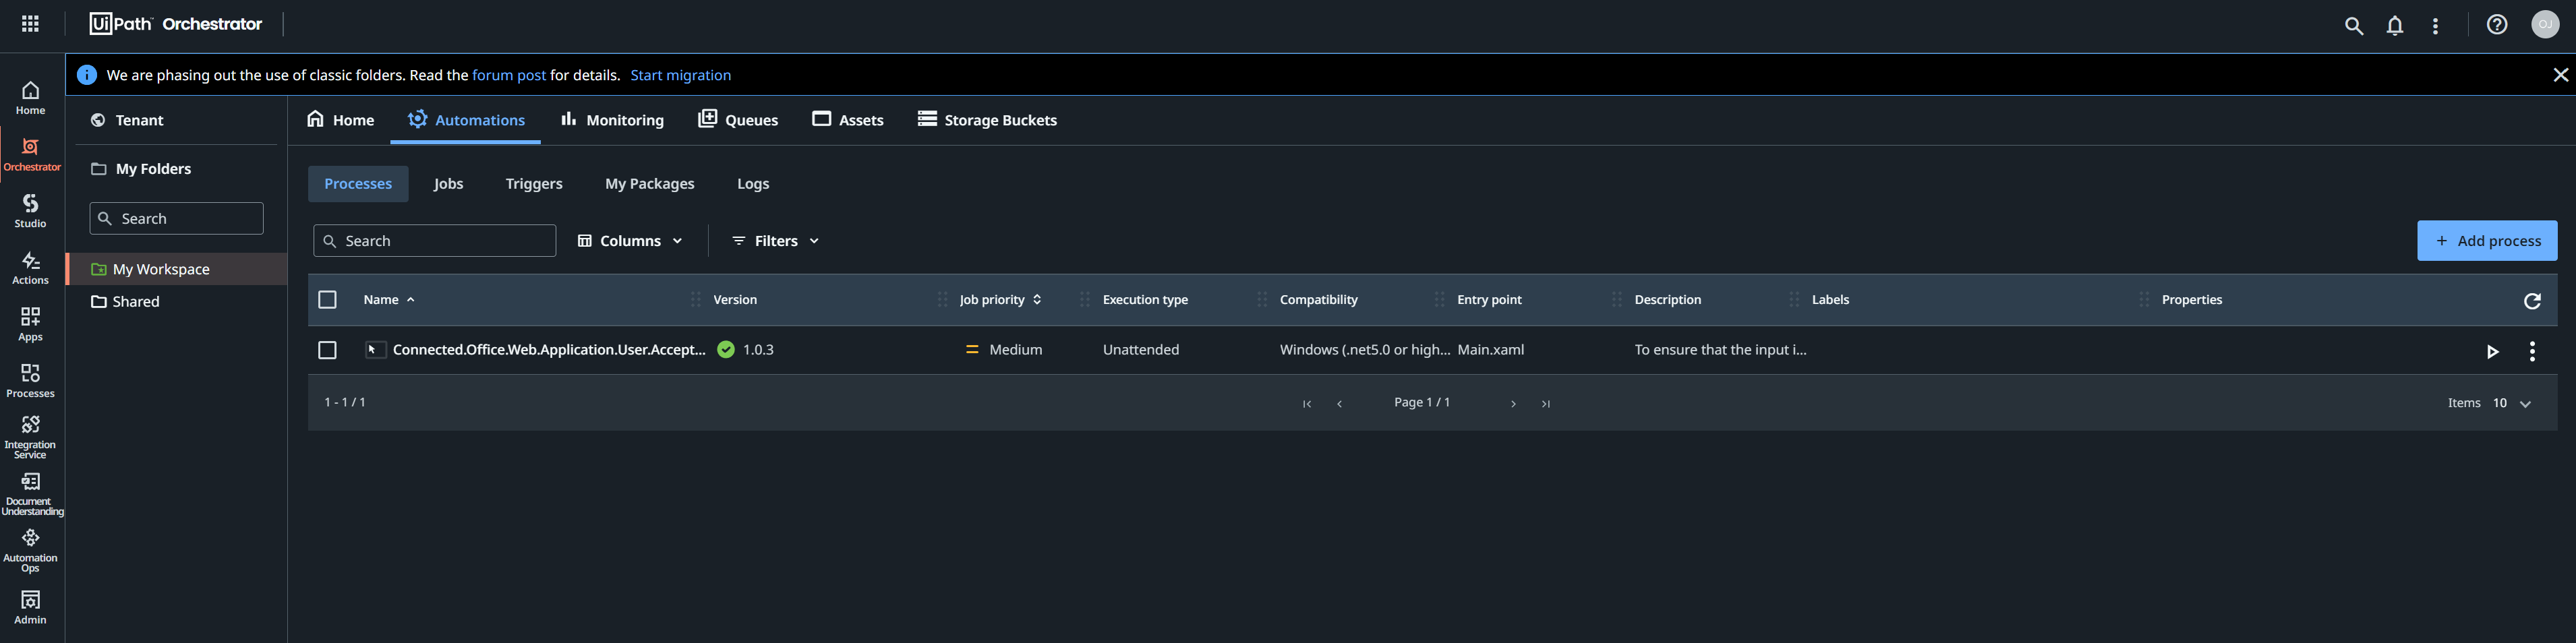 UiPath Orchestrator
We are phasing out the use of classic folders. Read the forum post for details. Start migration
Home
Orchestrator
Studio
Actions
Apps
Processes
Integration
Service
Document
Understanding
Automation
Ops
Admin
Tenant
My Folders
Search
My Workspace
Shared
Home Automations Monitoring Queues Assets Storage Buckets
Processes Jobs Triggers My Packages Logs
Search Columns Filters + Add process
Name Version Job priority Execution type Compatibility Entry point Description Labels Properties
Connected.Office.Web.Application.User.Accept... 1.0.3 Medium Unattended Windows (.net5.0 or high... Main.xaml To ensure that the input i...
1 - 1 / 1 Page 1 / 1 Items 10
OJ